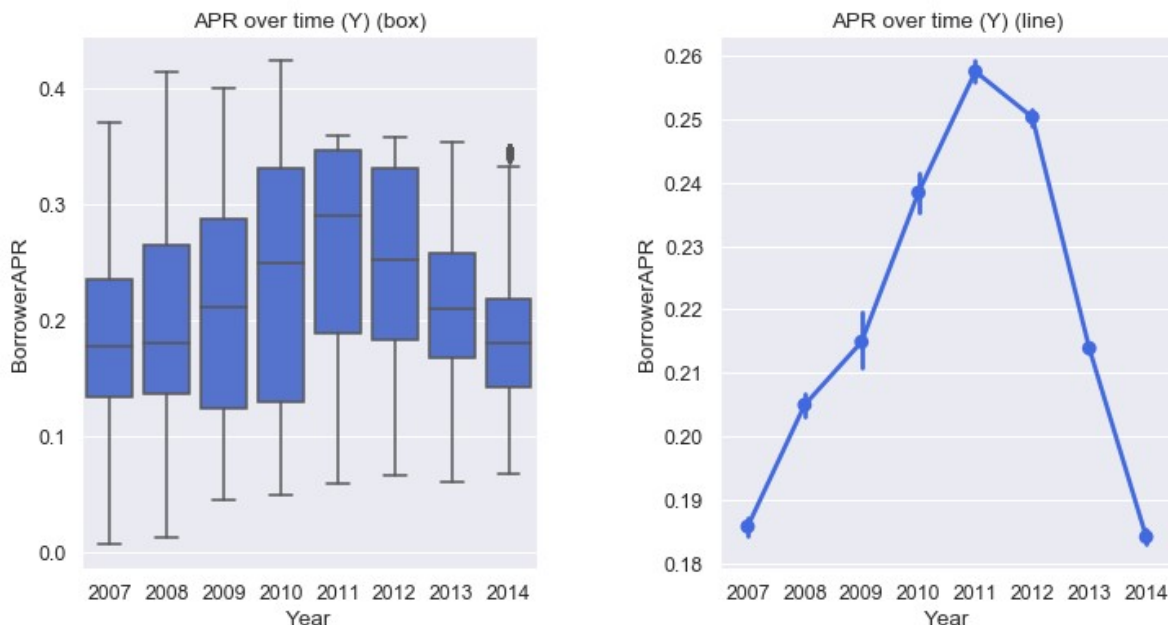 APR over time (Y) (box)
BorrowerAPR
0.4
0.3
0.2
0.1
0.0
2007 2008 2009 2010 2011 2012 2013 2014
Year
APR over time (Y) (line)
BorrowerAPR
0.26
0.25
0.24
0.23
0.22
0.21
0.20
0.19
0.18
2007 2008 2009 2010 2011 2012 2013 2014
Year